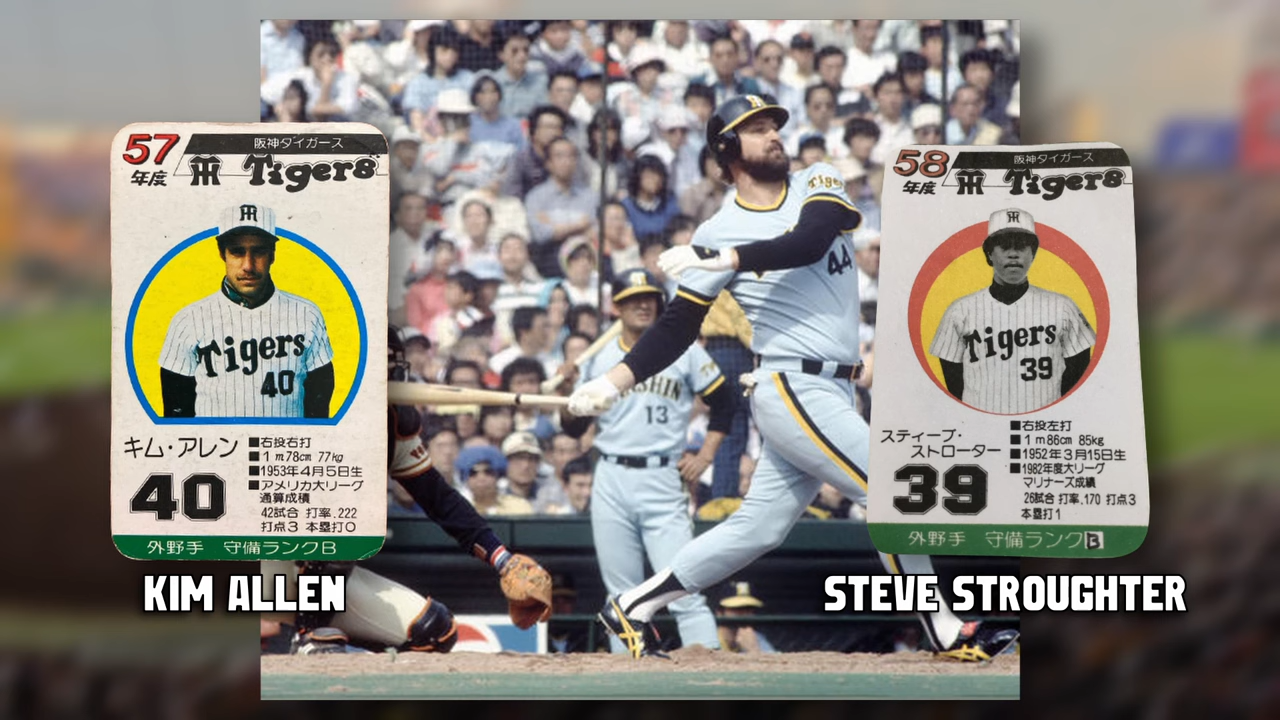 57
年度
阪神タイガース
Tigers
Tigers
40
キム・アレン
40
■右投右打
■1m78cm 77kg
■1953年4月5日生
■アメリカ大リーグ
通算成績
42試合 打率.222
打点3 本塁打0
外野手 守備ランクB
KIM ALLEN
Tigers
44
HANSHIN
13
58
年度
阪神タイガース
Tigers
Tigers
39
スティーブ・
ストローター
39
■右投左打
■1m86cm 85kg
■1952年3月15日生
■1982年度大リーグ
マリナーズ成績
26試合 打率.170 打点3
本塁打1
外野手 守備ランクB
STEVE STROUGHTER